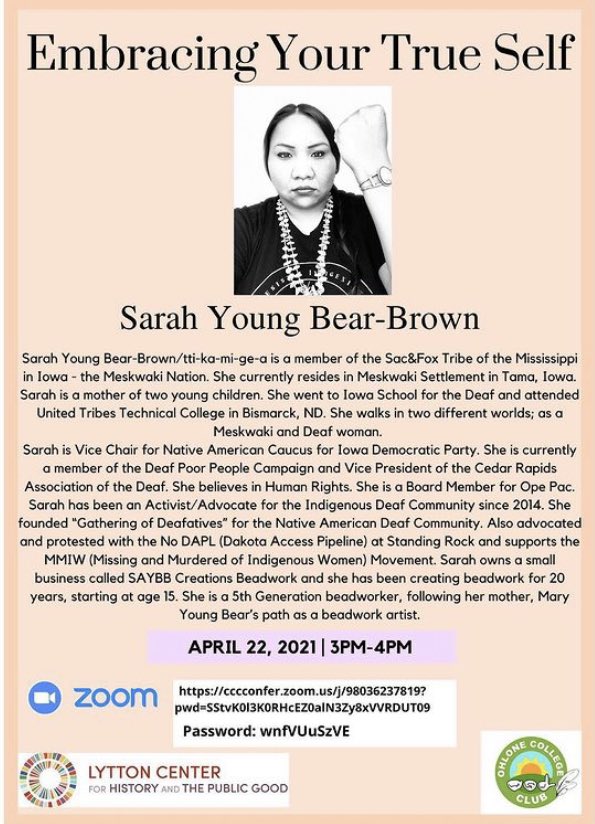 Embracing Your True Self
Sarah Young Bear-Brown
Sarah Young Bear-Brown/tti-ka-mi-ge-a is a member of the Sac&Fox Tribe of the Mississippi
in Iowa - the Meskwaki Nation. She currently resides in Meskwaki Settlement in Tama, Iowa.
Sarah is a mother of two young children. She went to Iowa School for the Deaf and attended
United Tribes Technical College in Bismarck, ND. She walks in two different worlds; as a
Meskwaki and Deaf woman.
Sarah is Vice Chair for Native American Caucus for Iowa Democratic Party. She is currently
a member of the Deaf Poor People Campaign and Vice President of the Cedar Rapids
Association of the Deaf. She believes in Human Rights. She is a Board Member for Ope Pac.
Sarah has been an Activist/Advocate for the Indigenous Deaf Community since 2014. She
founded "Gathering of Deafatives" for the Native American Deaf Community. Also advocated
and protested with the No DAPL (Dakota Access Pipeline) at Standing Rock and supports the
MMIW (Missing and Murdered of Indigenous Women) Movement. Sarah owns a small
business called SAYBB Creations Beadwork and she has been creating beadwork for 20
years, starting at age 15. She is a 5th Generation beadworker, following her mother, Mary
Young Bear's path as a beadwork artist.
APRIL 22, 2021 | 3PM-4PM
zoom
https://cccconfer.zoom.us/j/98036237819?
pwd=SStvK0l3K0RHcEZ0alN3Zy8xVVRDUT09
Password: wnfVUuSzVE
LYTTON CENTER
FOR HISTORY AND THE PUBLIC GOOD
OHLONE COLLEGE
CLUB